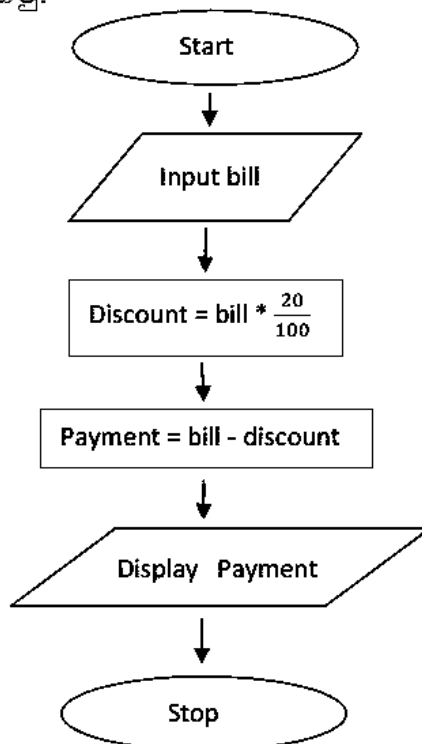 Start
Input bill
Discount = bill * 20/100
Payment = bill - discount
Display Payment
Stop